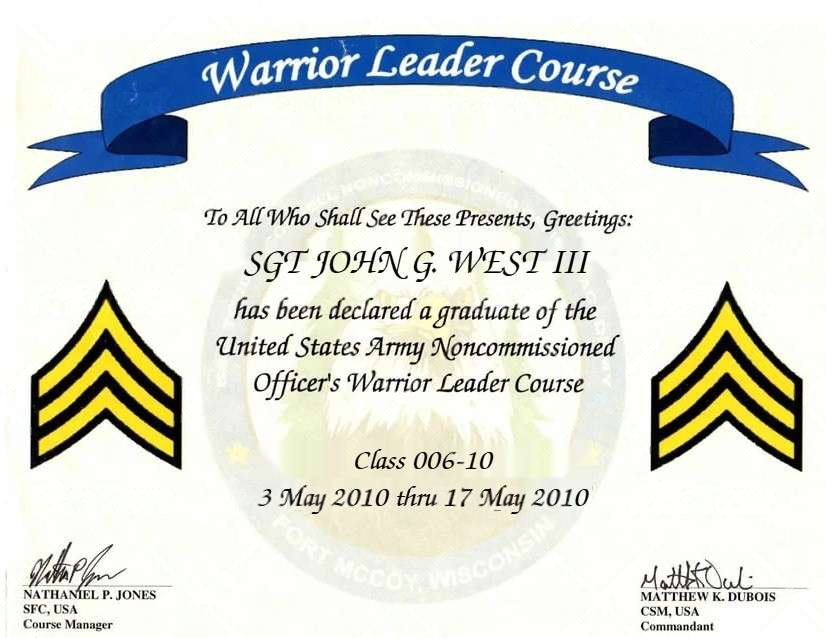 Warrior Leader Course
To All Who Shall See These Presents, Greetings:
SGT JOHN G. WEST III
has been declared a graduate of the
United States Army Noncommissioned
Officer's Warrior Leader Course
Class 006-10
3 May 2010 thru 17 May 2010
FORT MCCOY, WISCONSIN
NATHANIEL P. JONES
SFC, USA
Course Manager
MATTHEW K. DUBOIS
CSM, USA
Commandant